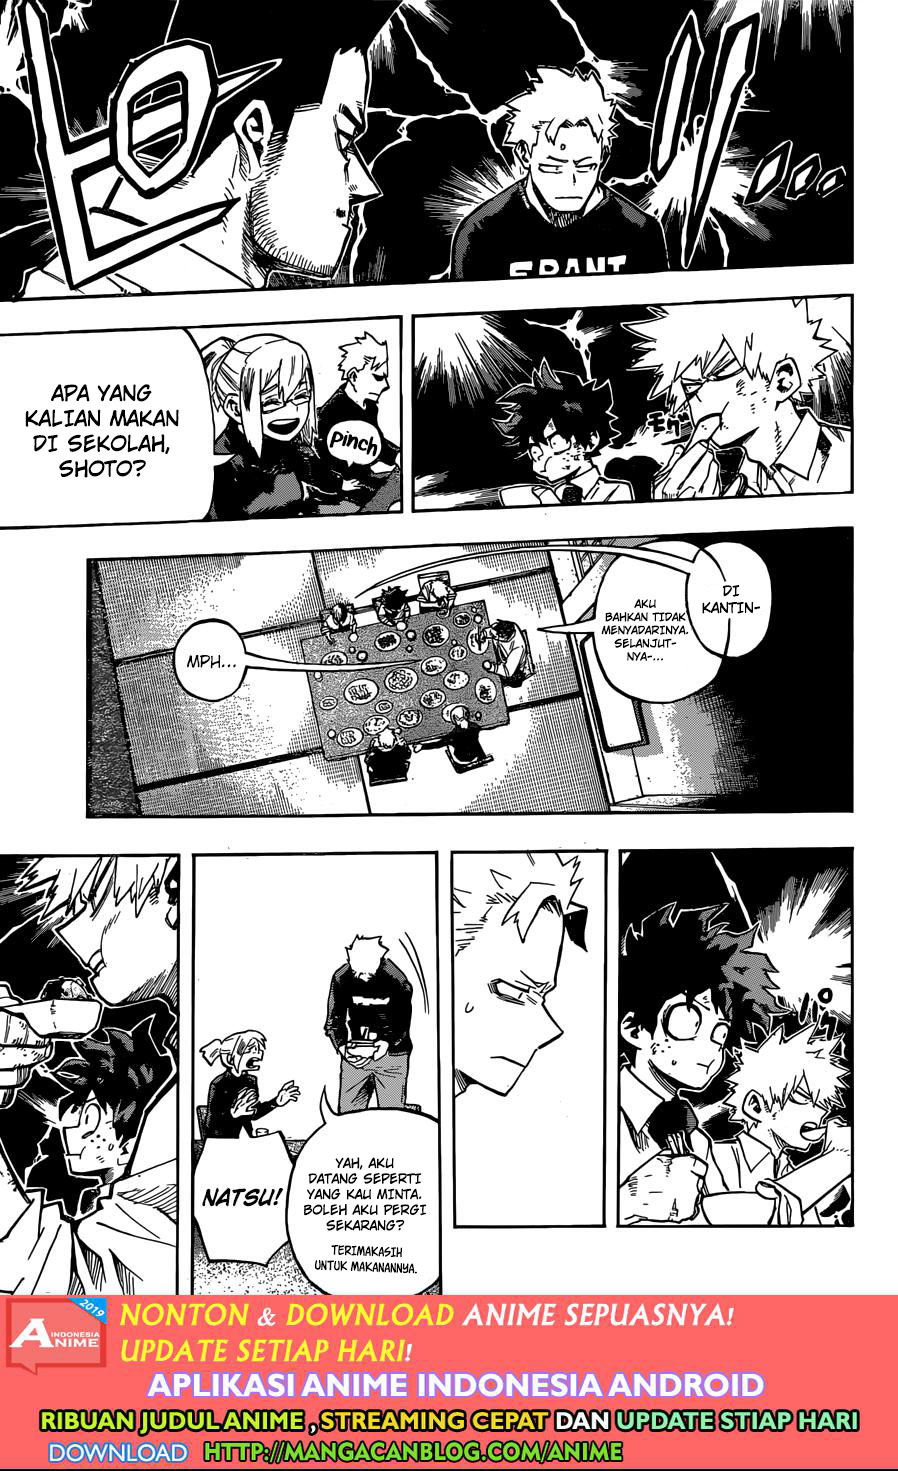 APA YANG
KALIAN MAKAN
DI SEKOLAH,
SHOTO?
PINCH
モグ
DI
KANTIN-
AKU
BAHKAN TIDAK
MENYADARINYA.
SELANJUT-
NYA-...
MPH...
YAH, AKU
DATANG SEPERTI
YANG KAU MINTA.
BOLEH AKU PERGI
SEKARANG?
TERIMAKASIH
UNTUK MAKANANNYA.
NATSU!
2019
INDONESIA
ANIME
NONTON & DOWNLOAD ANIME SEPUASNYA!
UPDATE SETIAP HARI!
APLIKASI ANIME INDONESIA ANDROID
RIBUAN JUDUL ANIME , STREAMING CEPAT DAN UPDATE STIAP HARI
DOWNLOAD HTTP://MANGACANBLOG.COM/ANIME